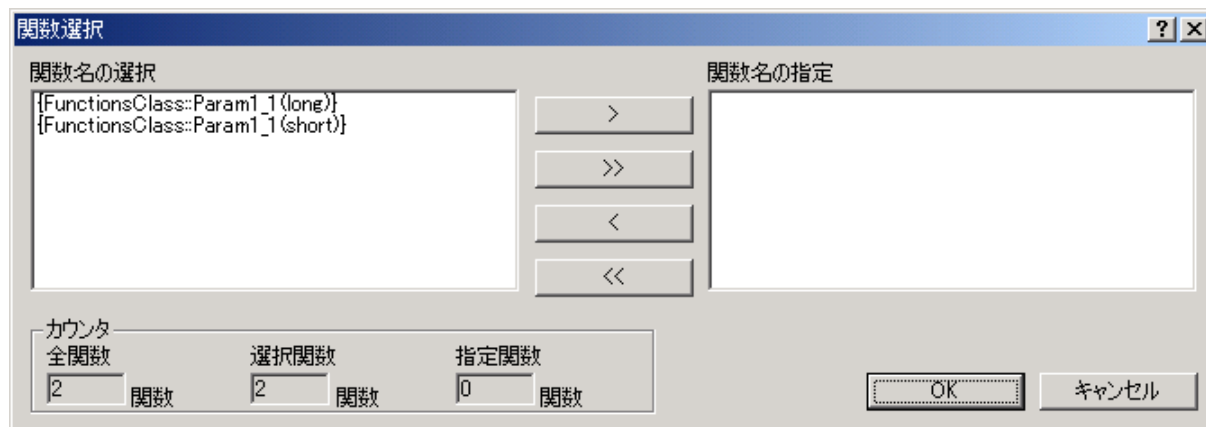 関数選択
関数名の選択
{FunctionsClass::Param1_1(long)}
{FunctionsClass::Param1_1(short)}
>
>>
<
<<
関数名の指定
カウンタ
全関数
2 関数
選択関数
2 関数
指定関数
0 関数
OK
キャンセル